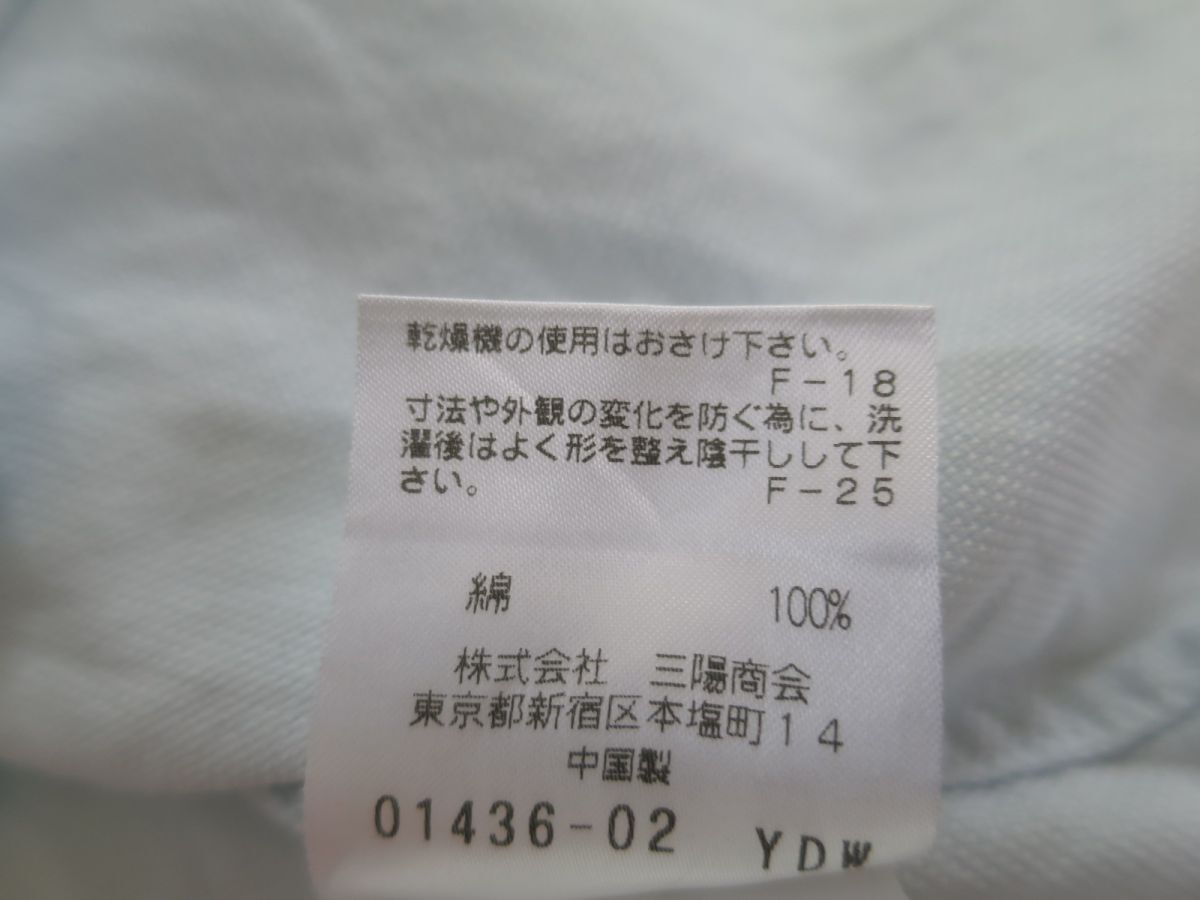 乾燥機の使用はおさけ下さい。
F-18
寸法や外観の変化を防ぐ為に、洗
濯後はよく形を整え陰干しして下
さい。 F-25
綿 100%
株式会社 三陽商会
東京都新宿区本塩町14
中国製
01436-02 YDW